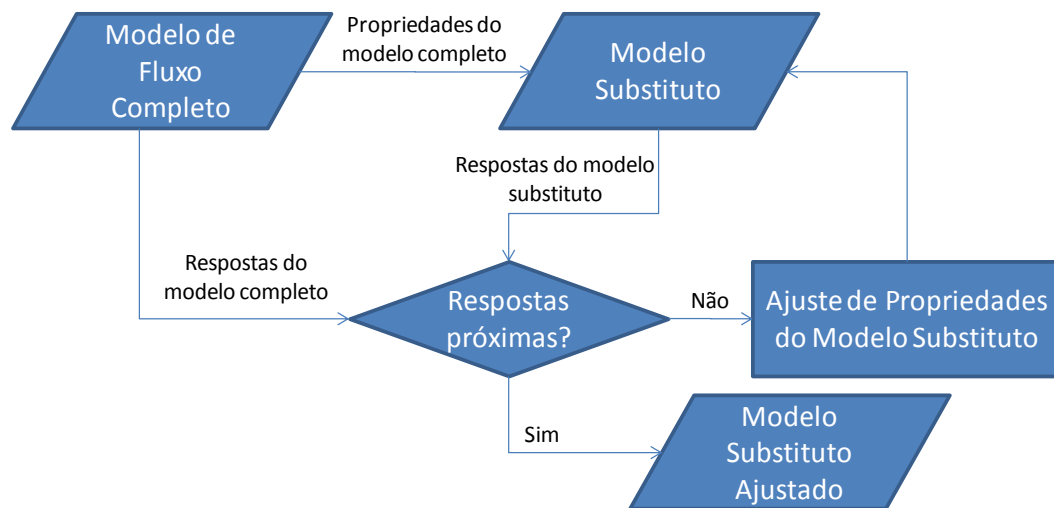 Modelo de
Fluxo
Completo
Propriedades do
modelo completo
Modelo
Substituto
Respostas do modelo
substituto
Respostas do
modelo completo
Respostas
próximas?
Não
Ajuste de Propriedades
do Modelo Substituto
Sim
Modelo
Substituto
Ajustado